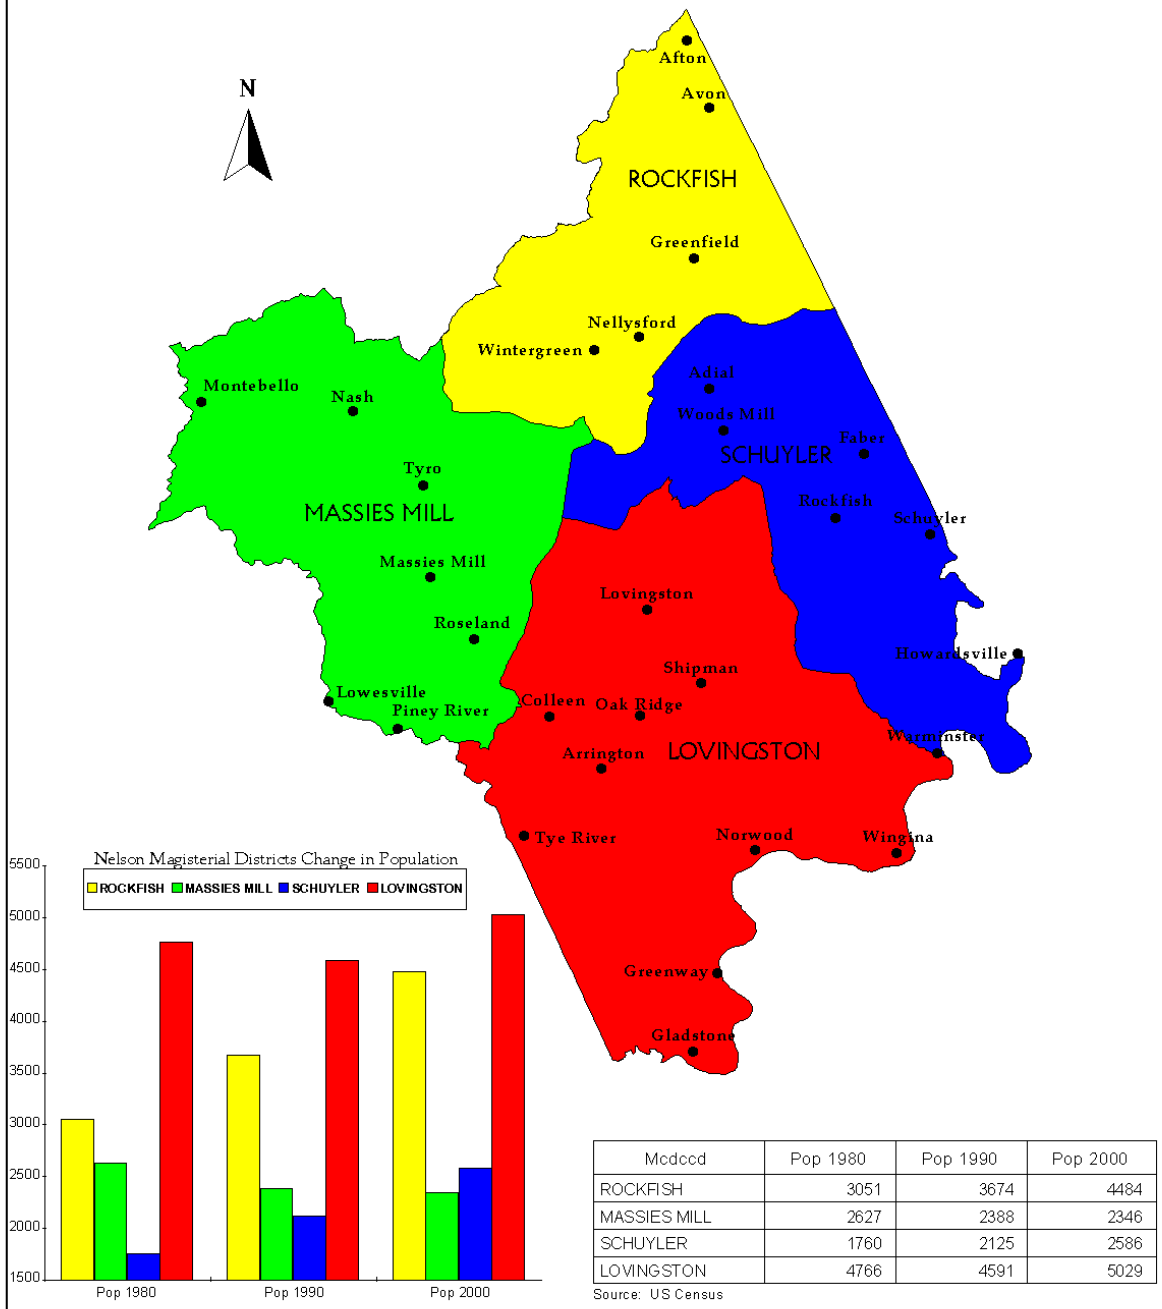 N
Afton
Avon
ROCKFISH
Greenfield
Nellysford
Wintergreen
Adial
Montebello
Nash
Woods Mill
Faber
SCHUYLER
Tyro
Rockfish
MASSIES MILL
Schuyler
Massies Mill
Lovingston
Roseland
Howardsville
Shipman
Lowesville
Colleen
Oak Ridge
Piney River
Warminster
LOVINGSTON
Arrington
Tye River
Norwood
Wingina
Greenway
Gladstone
Nelson Magisterial Districts Change in Population
ROCKFISH MASSIES MILL SCHUYLER LOVINGSTON
5500
5000
4500
4000
3500
3000
2500
2000
1500
Pop 1980 Pop 1990 Pop 2000
Mcdccd Pop 1980 Pop 1990 Pop 2000
ROCKFISH 3051 3674 4484
MASSIES MILL 2627 2388 2346
SCHUYLER 1760 2125 2586
LOVINGSTON 4766 4591 5029
Source: US Census